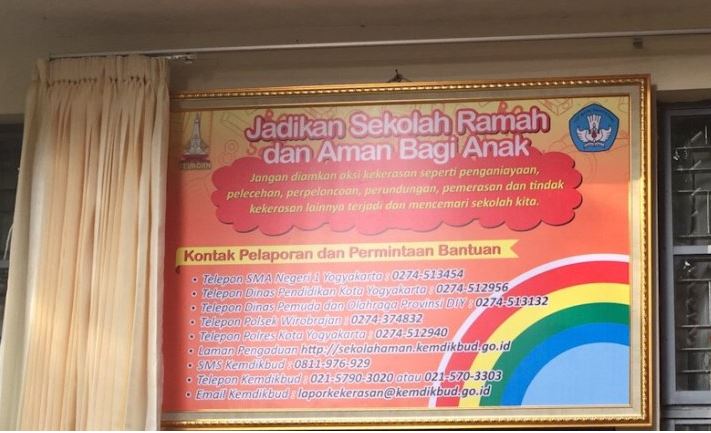 Jadikan Sekolah Ramah
dan Aman Bagi Anak
Jangan diamkan aksi kekerasan seperti penganiayaan,
pelecehan, perpeloncoan, perundungan, pemerasan dan tindak
kekerasan lainnya terjadi dan mencemari sekolah kita.
Kontak Pelaporan dan Permintaan Bantuan
• Telepon SMA Negeri 1 Yogyakarta : 0274-513454
• Telepon Dinas Pendidikan Kota Yogyakarta : 0274-512956
• Telepon Dinas Pemuda dan Olahraga Provinsi DIY : 0274-513132
• Telepon Polsek Wirobrajan : 0274-374832
• Telepon Polres Kota Yogyakarta : 0274-512940
• Laman Pengaduan http://sekolahaman.kemdikbud.go.id
• SMS Kemdikbud : 0811-976-929
• Telepon Kemdikbud : 021-5790-3020 atau 021-570-3303
• Email Kemdikbud : laporkekerasan@kemdikbud.go.id